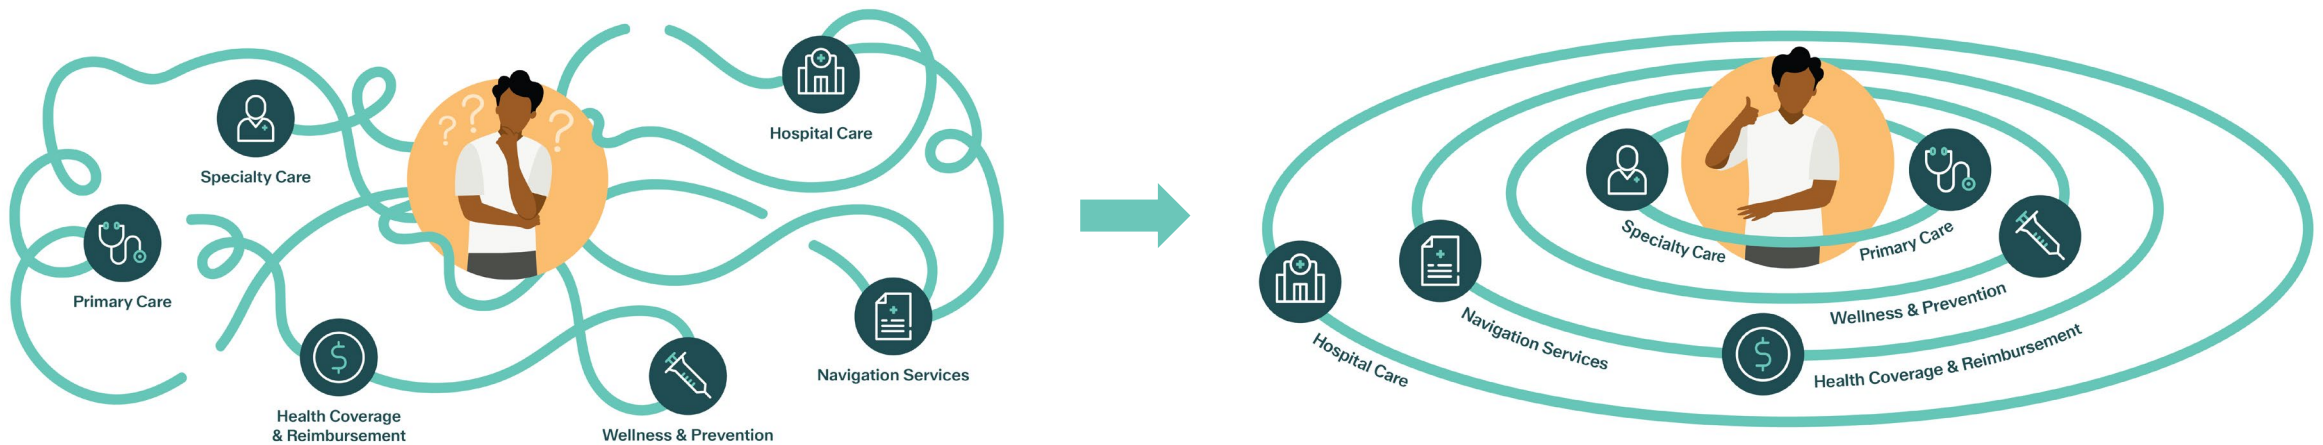 ? ? ?
Specialty Care
Primary Care
$
Health Coverage
& Reimbursement
Wellness & Prevention
Hospital Care
Navigation Services
Specialty Care
Primary Care
Wellness & Prevention
$
Health Coverage & Reimbursement
Navigation Services
Hospital Care